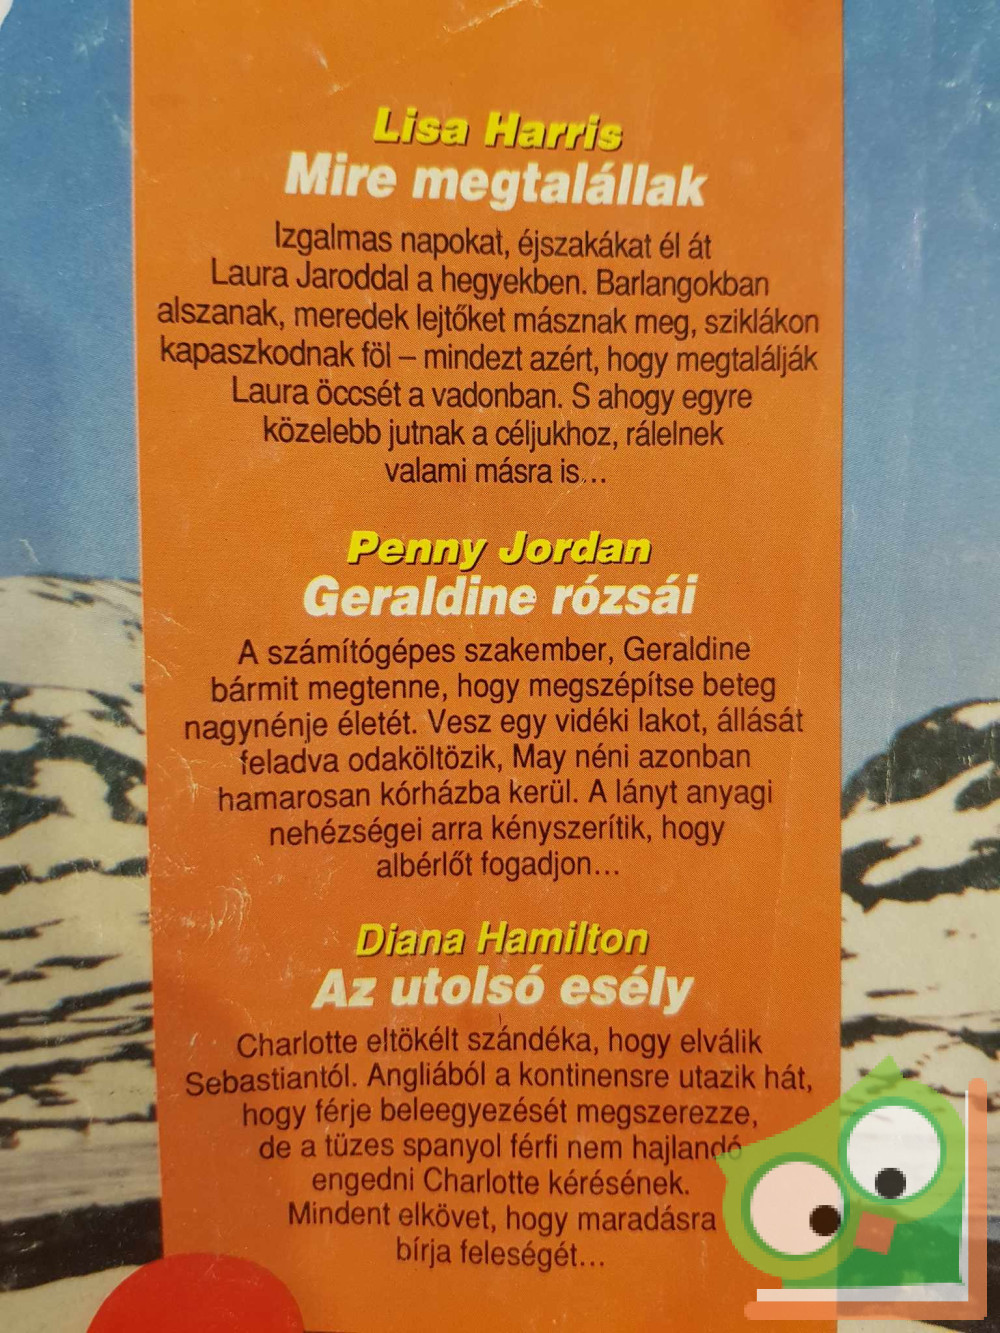 Lisa Harris
Mire megtalállak
Izgalmas napokat, éjszakákat él át
Laura Jaroddal a hegyekben. Barlangokban
alszanak, meredek lejtőket másznak meg, sziklákon
kapaszkodnak föl – mindezt azért, hogy megtalálják
Laura öccsét a vadonban. S ahogy egyre
közelebb jutnak a céljukhoz, rálelnek
valami másra is...
Penny Jordan
Geraldine rózsái
A számítógépes szakember, Geraldine
bármit megtenne, hogy megszépítse beteg
nagynénje életét. Vesz egy vidéki lakot, állását
feladva odaköltözik, May néni azonban
hamarosan kórházba kerül. A lányt anyagi
nehézségei arra kényszerítik, hogy
albérlőt fogadjon...
Diana Hamilton
Az utolsó esély
Charlotte eltökélt szándéka, hogy elválik
Sebastiantól. Angliából a kontinensre utazik hát,
hogy férje beleegyezését megszerezze,
de a tüzes spanyol férfi nem hajlandó
engedni Charlotte kérésének.
Mindent elkövet, hogy maradásra
bírja feleségét...